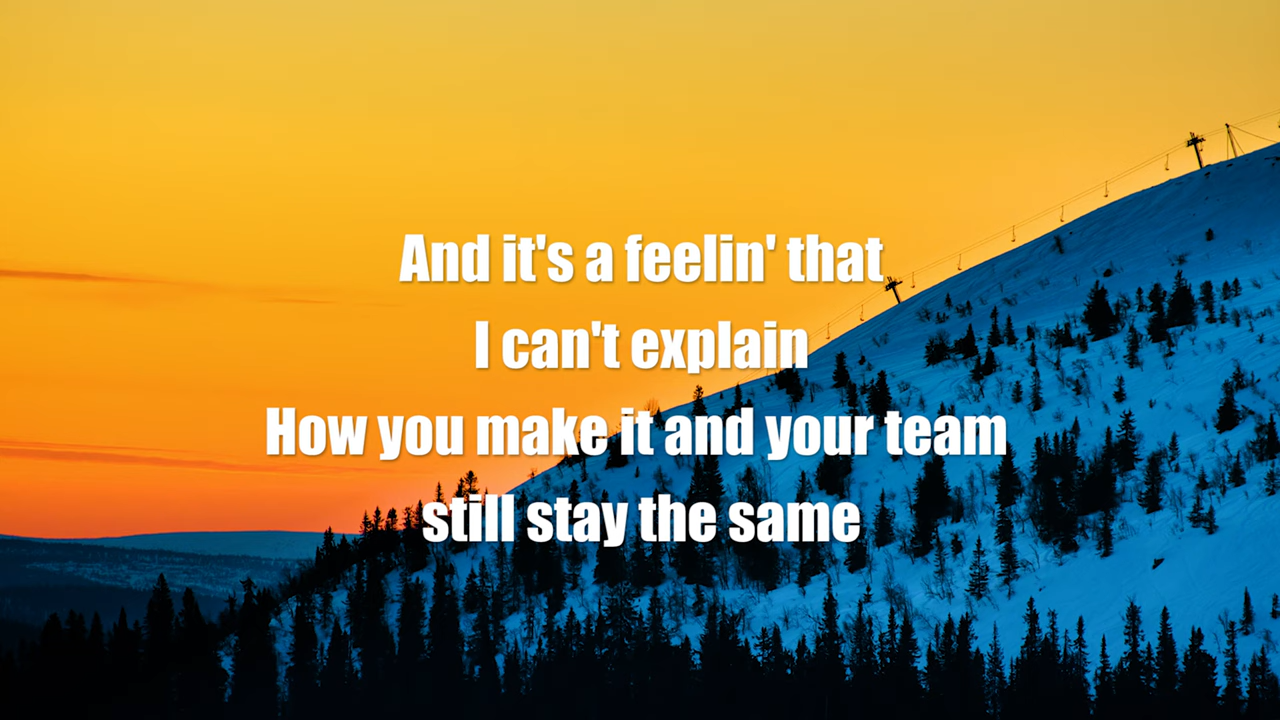 And it's a feelin' that
I can't explain
How you make it and your team
still stay the same